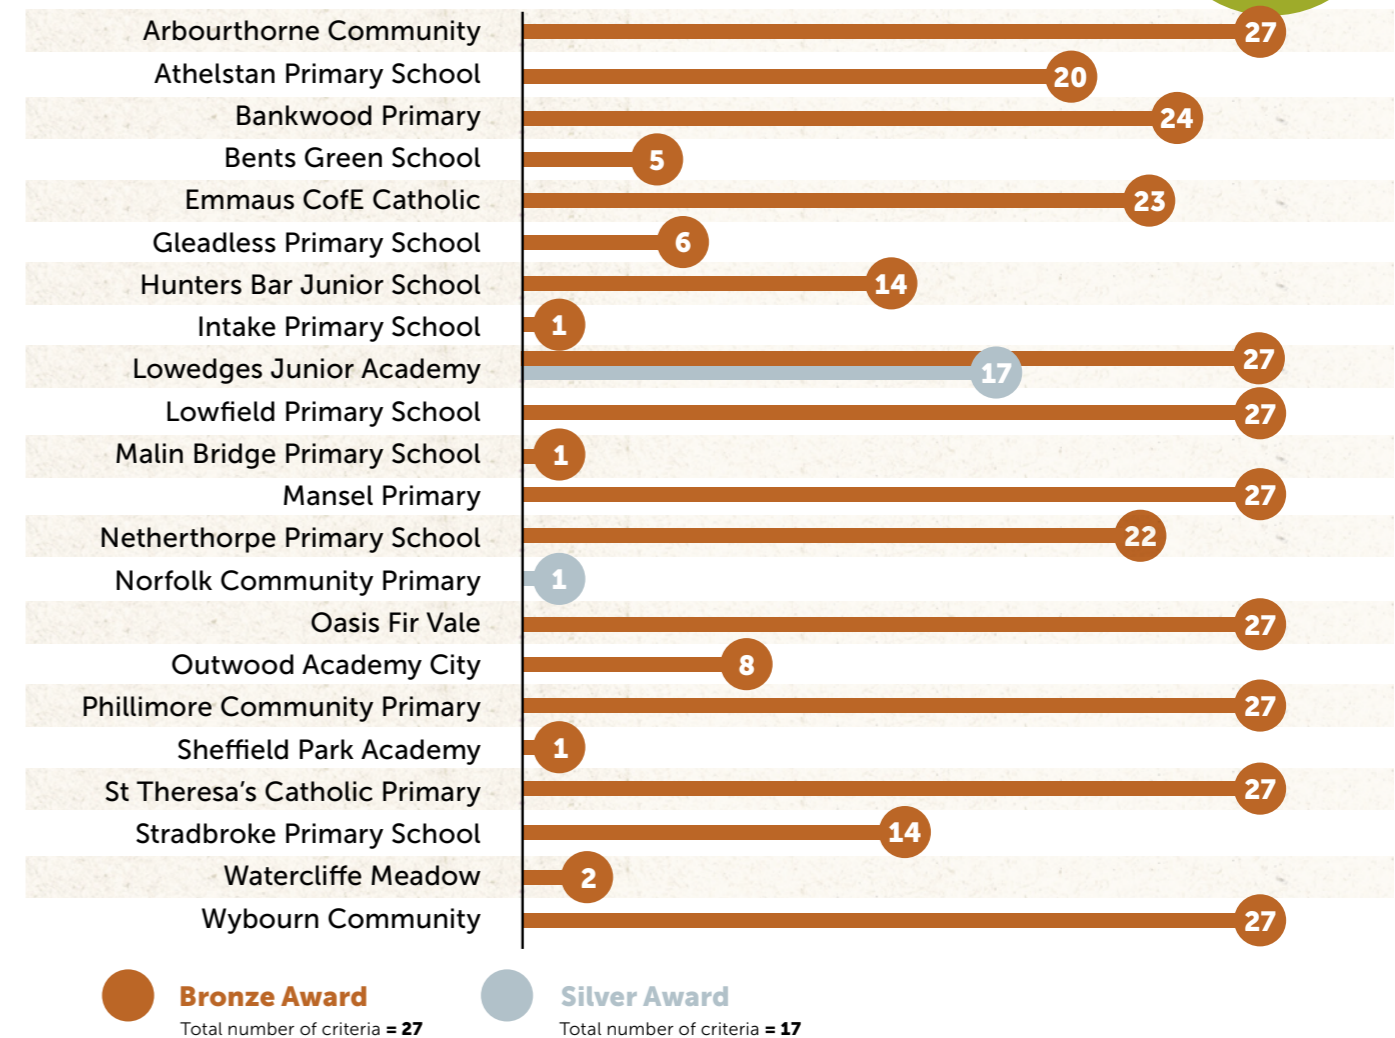 Arbourthorne Community 27
Athelstan Primary School 20
Bankwood Primary 24
Bents Green School 5
Emmaus CofE Catholic 23
Gleadless Primary School 6
Hunters Bar Junior School 14
Intake Primary School 1
Lowedges Junior Academy 17 27
Lowfield Primary School 27
Malin Bridge Primary School 1
Mansel Primary 27
Netherthorpe Primary School 22
Norfolk Community Primary 1
Oasis Fir Vale 27
Outwood Academy City 8
Phillimore Community Primary 27
Sheffield Park Academy 1
St Theresa’s Catholic Primary 27
Stradbroke Primary School 14
Watercliffe Meadow 2
Wybourn Community 27
Bronze Award Silver Award
Total number of criteria = 27 Total number of criteria = 17